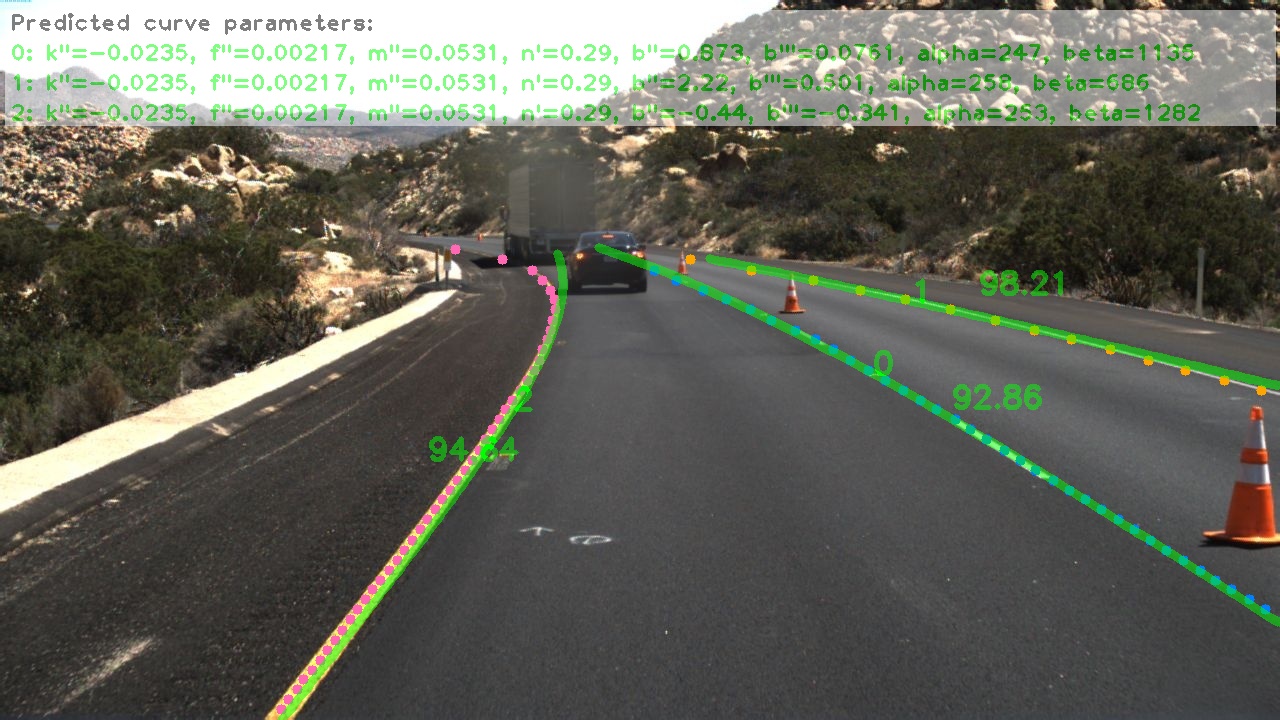 Predicted curve parameters:
0: k''=-0.0235, f''=0.00217, m''=0.0531, n'=0.29, b''=0.873, b'''=0.0761, alpha=247, beta=1135
1: k''=-0.0235, f''=0.00217, m''=0.0531, n'=0.29, b''=2.22, b'''=0.501, alpha=258, beta=686
2: k''=-0.0235, f''=0.00217, m''=0.0531, n'=0.29, b''=-0.44, b'''=-0.341, alpha=253, beta=1282
1 98.21
0
92.86
2
94.64